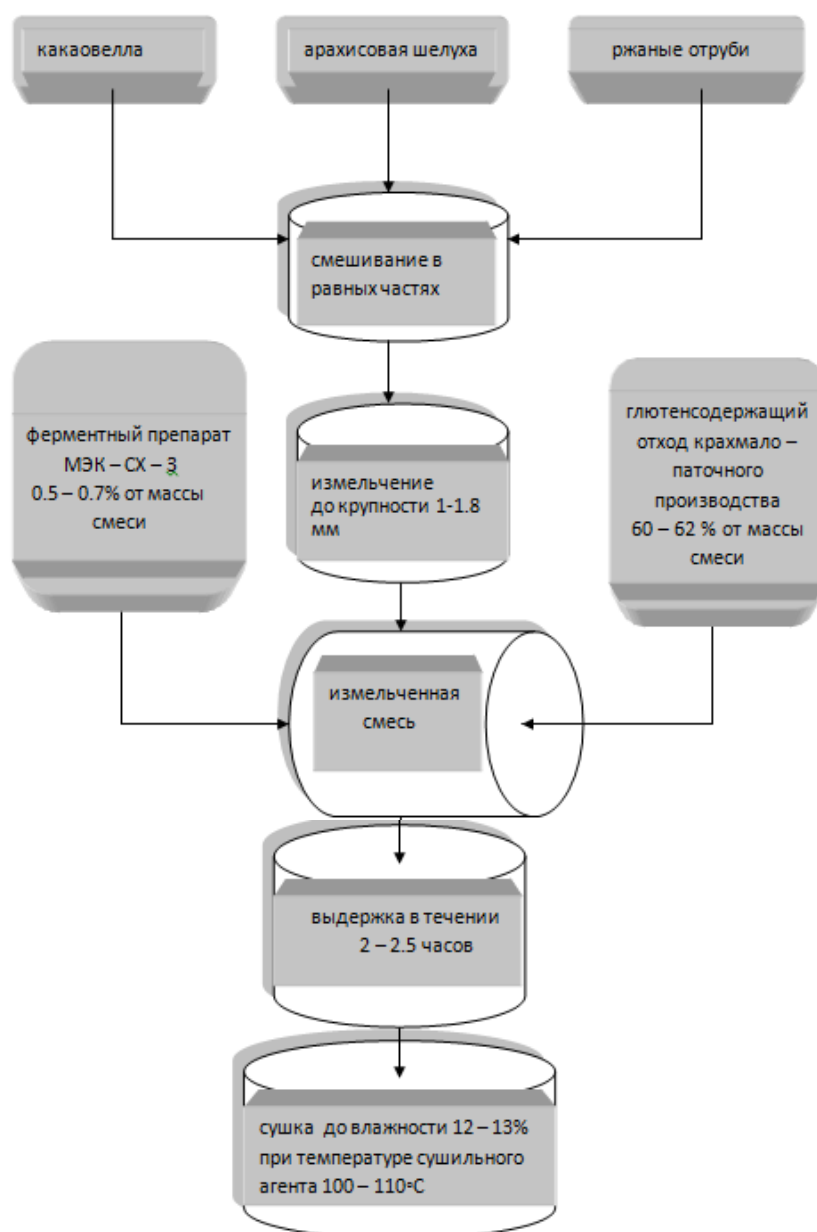 какаовелла
арахисовая шелуха
ржаные отруби
смешивание в
равных частях
ферментный препарат
МЭК – СХ – 3
0.5 – 0.7% от массы
смеси
измельчение
до крупности 1-1.8
мм
глютенсодержащий
отход крахмало –
паточного
производства
60 – 62 % от массы
смеси
измельченная
смесь
выдержка в течении
2 – 2.5 часов
сушка до влажности 12 – 13%
при температуре сушильного
агента 100 – 110°С